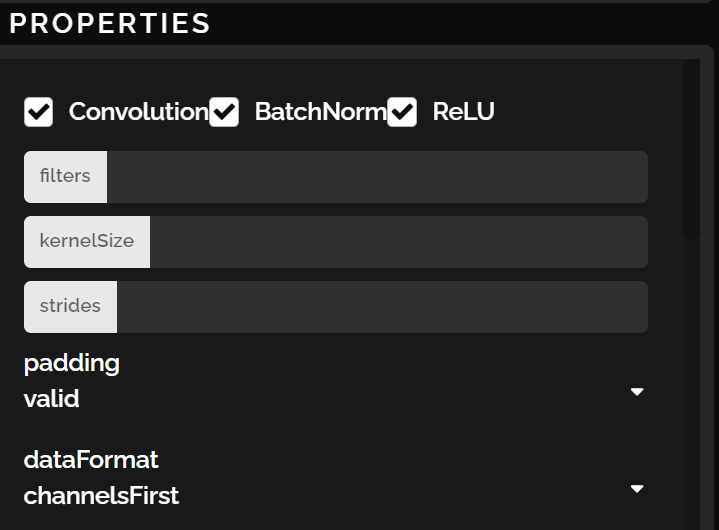 PROPERTIES
Convolution BatchNorm ReLU
filters
kernelSize
strides
padding
valid
dataFormat
channelsFirst